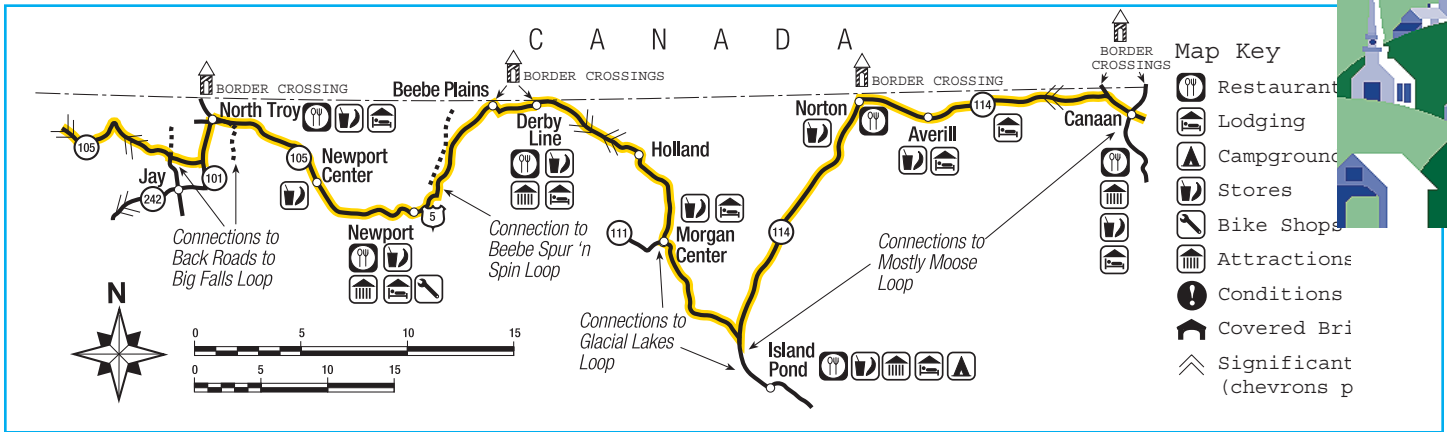 C A N A D A
BORDER CROSSING
BORDER CROSSINGS
BORDER CROSSING
BORDER
CROSSINGS
North Troy
Beebe Plains
Derby
Line
Norton
Averill
Canaan
114
105
105
Jay
101
242
Newport
Center
Holland
5
Newport
111
Morgan
Center
114
Connections to
Back Roads to
Big Falls Loop
Connection to
Beebe Spur 'n
Spin Loop
Connections to
Mostly Moose
Loop
Connections to
Glacial Lakes
Loop
Island
Pond
N
0 5 10 15
0 5 10 15
Map Key
Restaurant
Lodging
Campground
Stores
Bike Shops
Attractions
Conditions
Covered Bri
Significant
(chevrons p